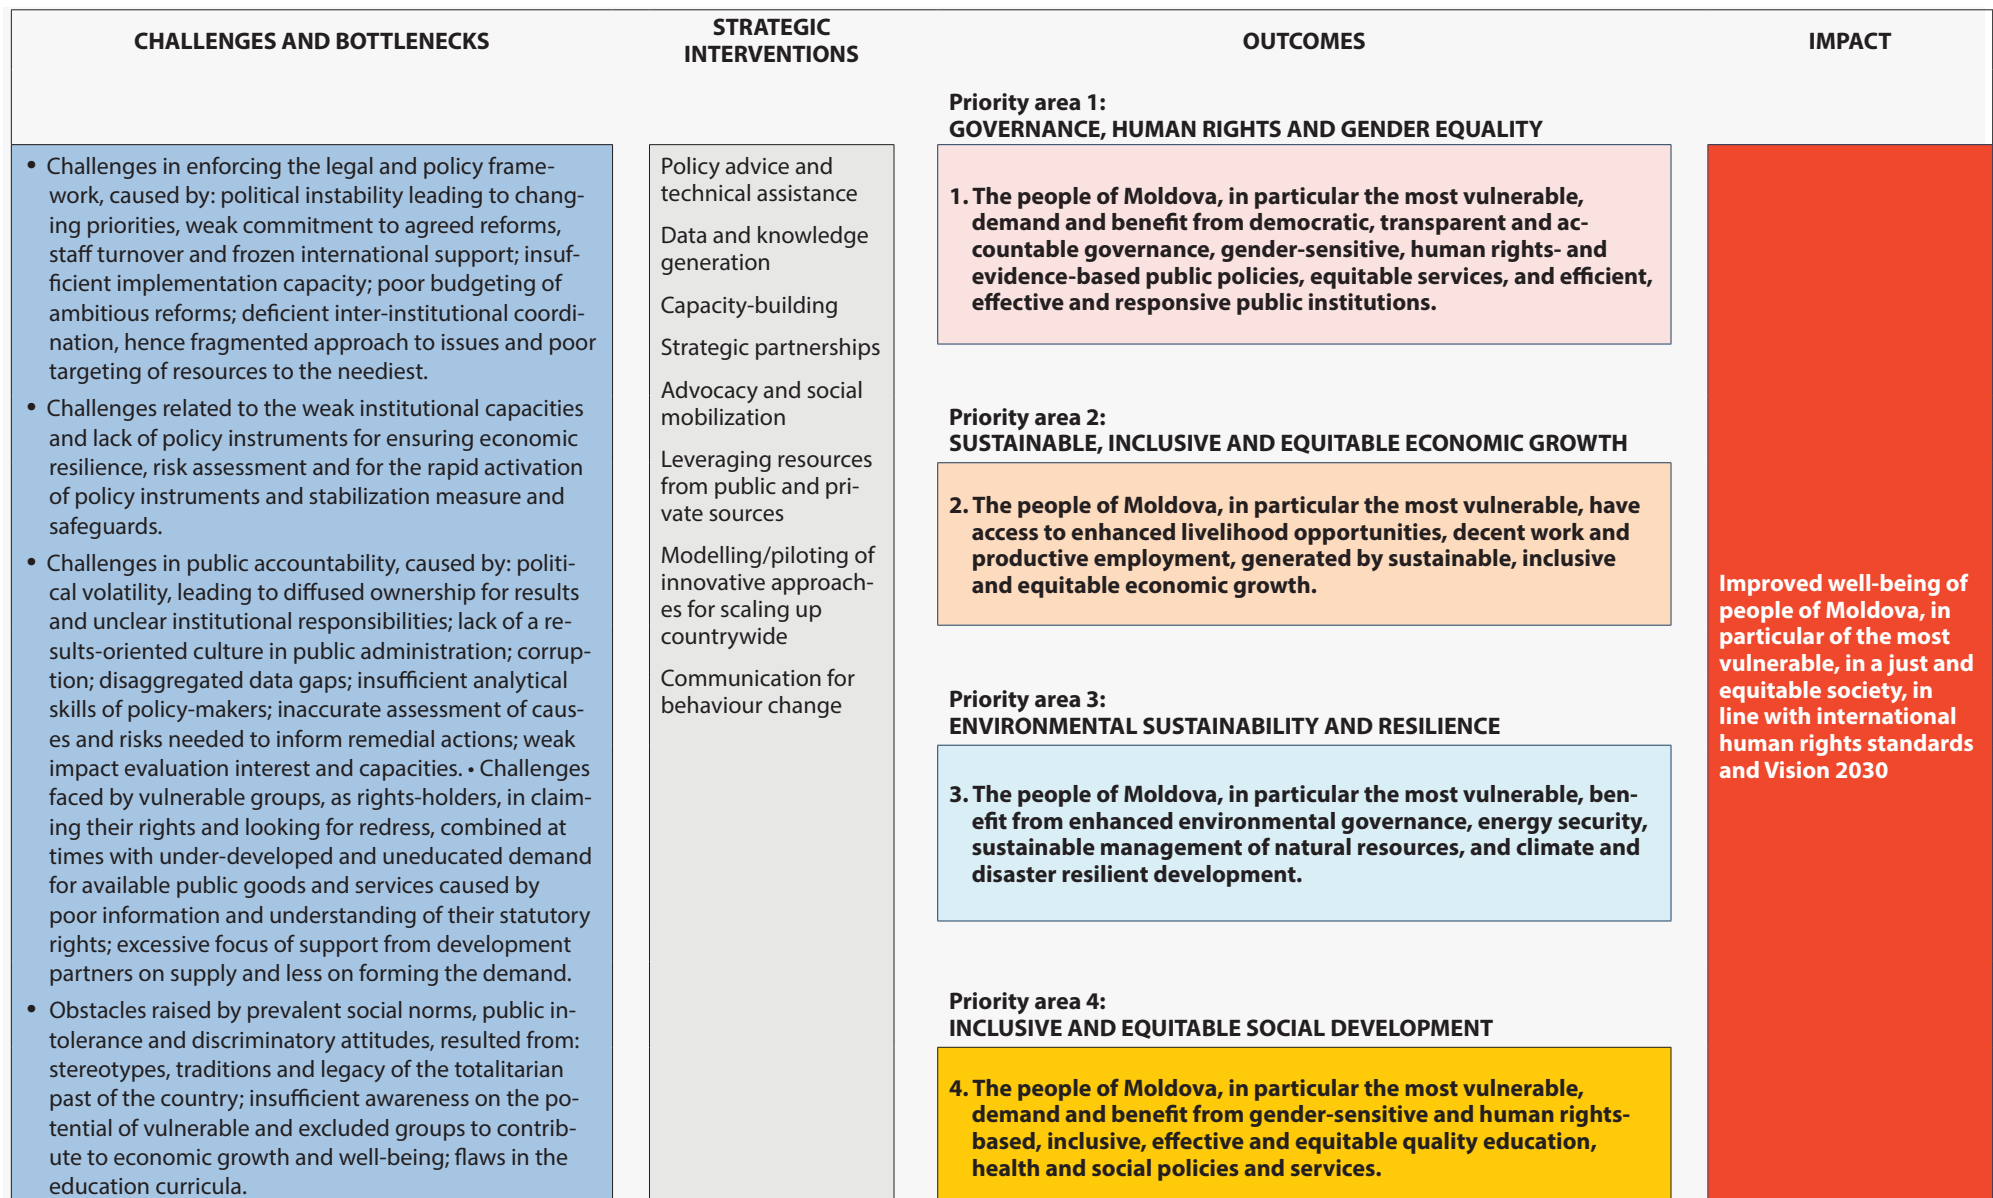 CHALLENGES AND BOTTLENECKS
STRATEGIC
INTERVENTIONS
OUTCOMES
IMPACT
• Challenges in enforcing the legal and policy frame-
work, caused by: political instability leading to chang-
ing priorities, weak commitment to agreed reforms,
staff turnover and frozen international support; insuf-
ficient implementation capacity; poor budgeting of
ambitious reforms; deficient inter-institutional coordi-
nation, hence fragmented approach to issues and poor
targeting of resources to the neediest.
• Challenges related to the weak institutional capacities
and lack of policy instruments for ensuring economic
resilience, risk assessment and for the rapid activation
of policy instruments and stabilization measure and
safeguards.
• Challenges in public accountability, caused by: politi-
cal volatility, leading to diffused ownership for results
and unclear institutional responsibilities; lack of a re-
sults-oriented culture in public administration; corrup-
tion; disaggregated data gaps; insufficient analytical
skills of policy-makers; inaccurate assessment of caus-
es and risks needed to inform remedial actions; weak
impact evaluation interest and capacities. • Challenges
faced by vulnerable groups, as rights-holders, in claim-
ing their rights and looking for redress, combined at
times with under-developed and uneducated demand
for available public goods and services caused by
poor information and understanding of their statutory
rights; excessive focus of support from development
partners on supply and less on forming the demand.
• Obstacles raised by prevalent social norms, public in-
tolerance and discriminatory attitudes, resulted from:
stereotypes, traditions and legacy of the totalitarian
past of the country; insufficient awareness on the po-
tential of vulnerable and excluded groups to contrib-
ute to economic growth and well-being; flaws in the
education curricula.
Policy advice and
technical assistance
Data and knowledge
generation
Capacity-building
Strategic partnerships
Advocacy and social
mobilization
Leveraging resources
from public and pri-
vate sources
Modelling/piloting of
innovative approach-
es for scaling up
countrywide
Communication for
behaviour change
Priority area 1:
GOVERNANCE, HUMAN RIGHTS AND GENDER EQUALITY
1. The people of Moldova, in particular the most vulnerable,
demand and benefit from democratic, transparent and ac-
countable governance, gender-sensitive, human rights- and
evidence-based public policies, equitable services, and efficient,
effective and responsive public institutions.
Priority area 2:
SUSTAINABLE, INCLUSIVE AND EQUITABLE ECONOMIC GROWTH
2. The people of Moldova, in particular the most vulnerable, have
access to enhanced livelihood opportunities, decent work and
productive employment, generated by sustainable, inclusive
and equitable economic growth.
Priority area 3:
ENVIRONMENTAL SUSTAINABILITY AND RESILIENCE
3. The people of Moldova, in particular the most vulnerable, ben-
efit from enhanced environmental governance, energy security,
sustainable management of natural resources, and climate and
disaster resilient development.
Priority area 4:
INCLUSIVE AND EQUITABLE SOCIAL DEVELOPMENT
4. The people of Moldova, in particular the most vulnerable,
demand and benefit from gender-sensitive and human rights-
based, inclusive, effective and equitable quality education,
health and social policies and services.
Improved well-being of
people of Moldova, in
particular of the most
vulnerable, in a just and
equitable society, in
line with international
human rights standards
and Vision 2030